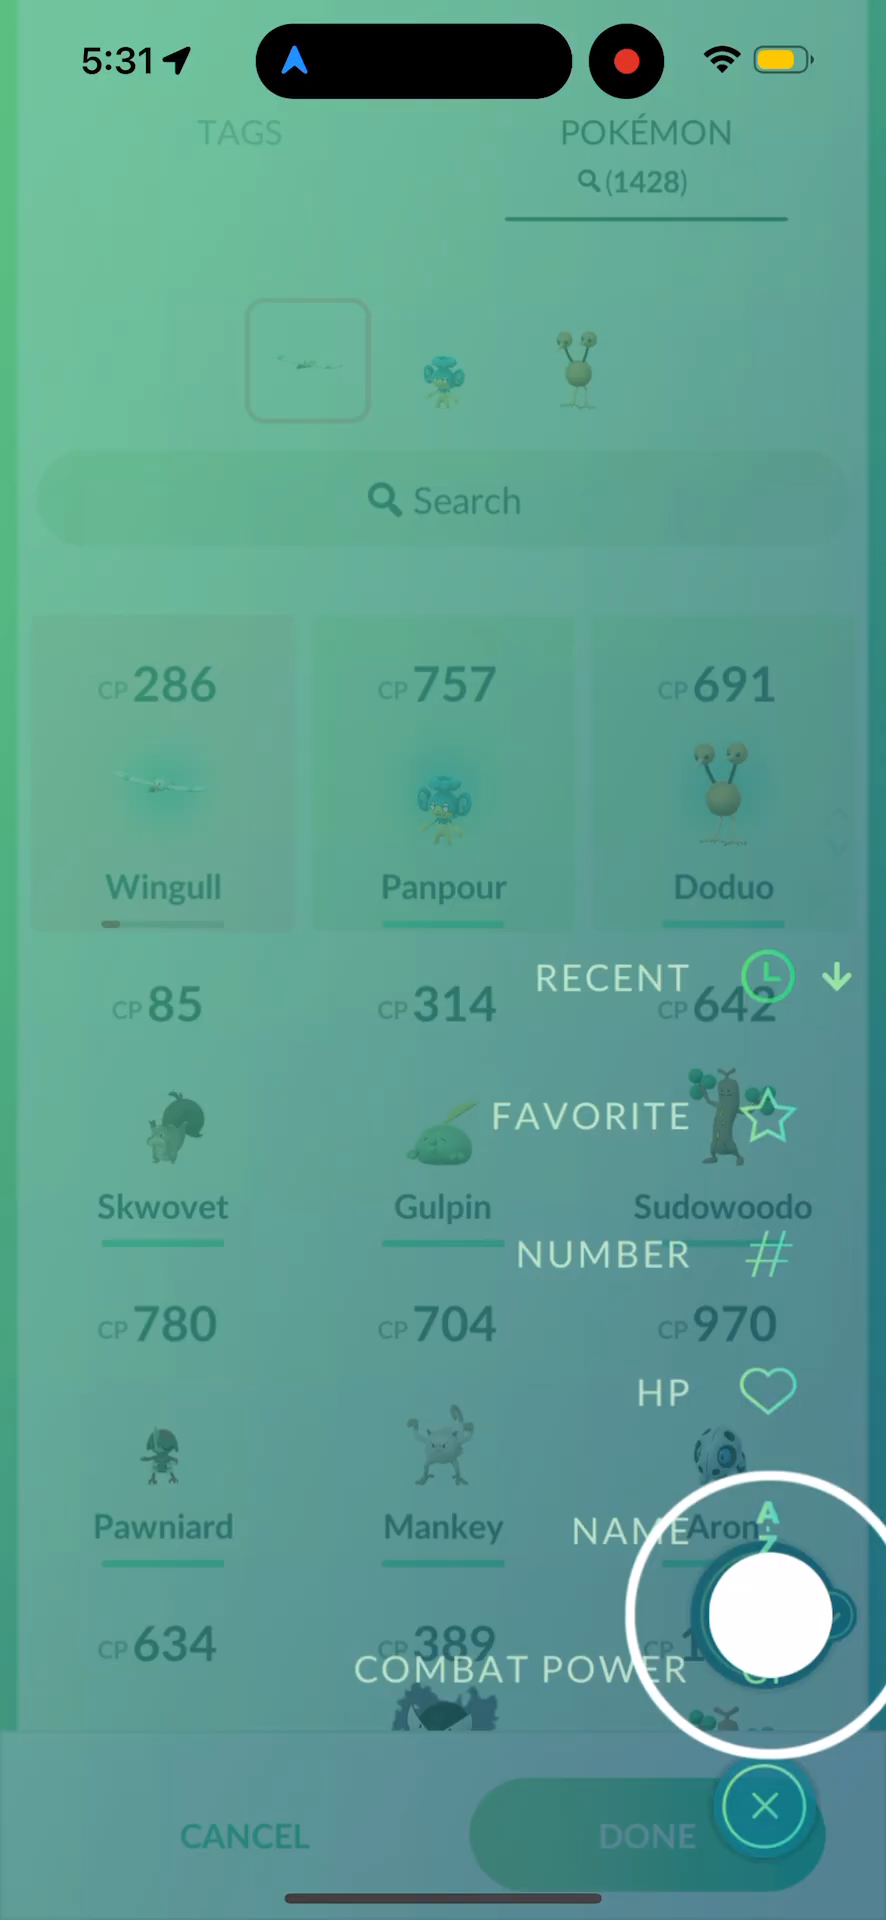 5:31
TAGS
POKÉMON
(1428)
Search
CP 286
CP 757
CP 691
Wingull
Panpour
Doduo
RECENT
CP 85
CP 314
CP 642
FAVORITE
Skwovet
Gulpin
Sudowoodo
NUMBER #
CP 780
CP 704
CP 970
HP
Pawniard
Mankey
NAME
Aron
A
Z
CP 634
CP 389
CP 1
COMBAT POWER
CANCEL
DONE